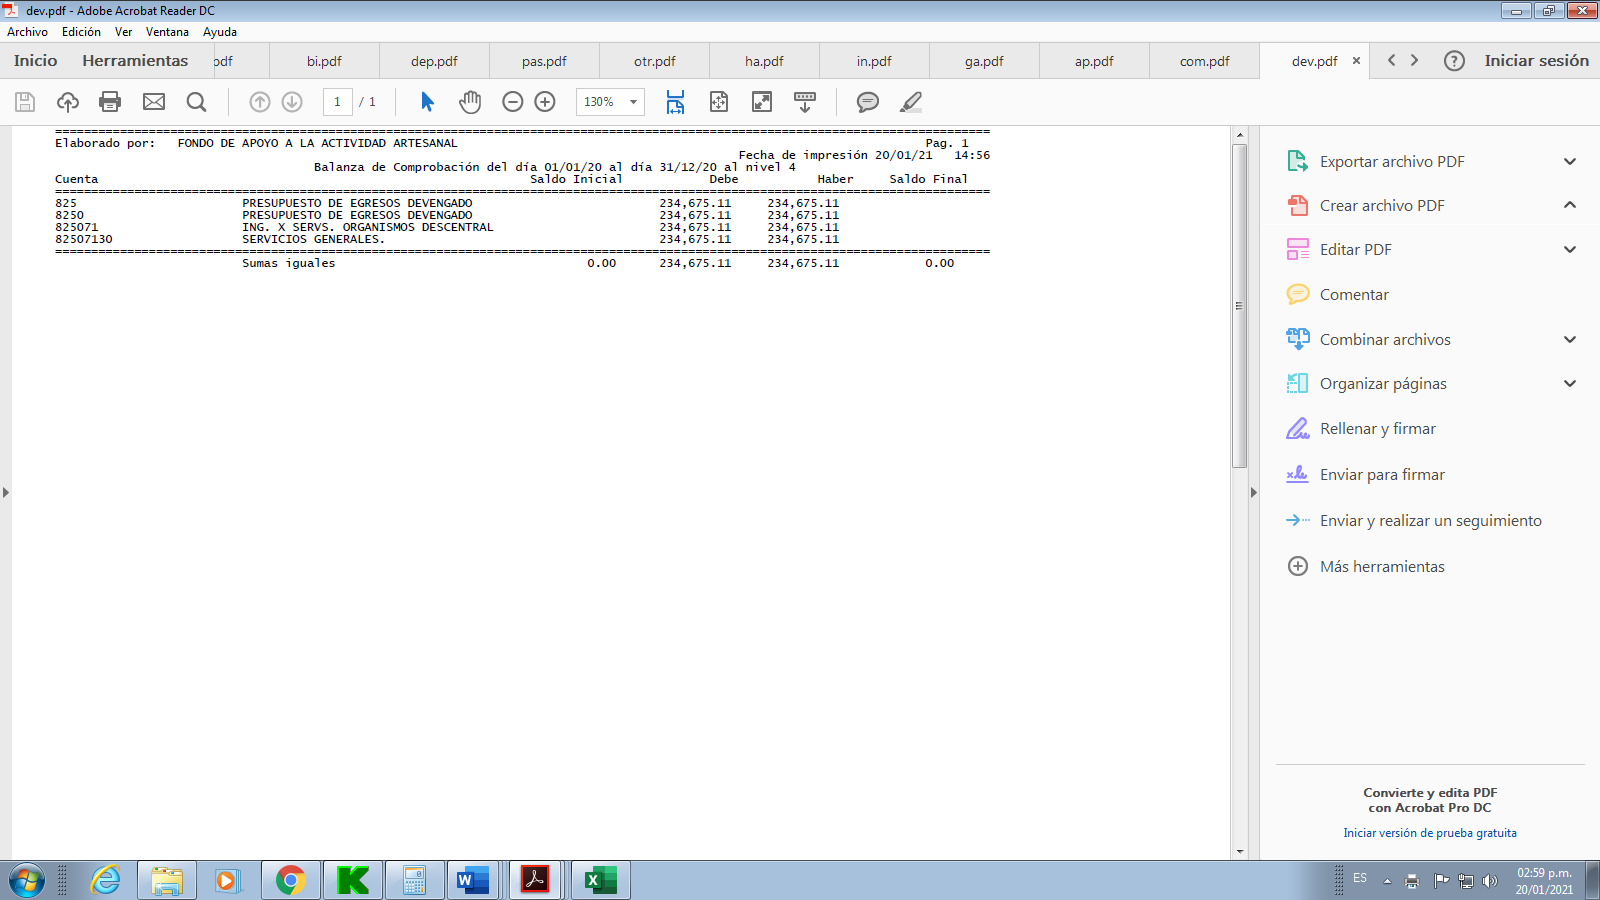 dev.pdf - Adobe Acrobat Reader DC
Archivo Edición Ver Ventana Ayuda
Inicio Herramientas pdf bi.pdf dep.pdf pas.pdf otr.pdf ha.pdf in.pdf ga.pdf ap.pdf com.pdf dev.pdf Iniciar sesión
1 / 1 130%
Elaborado por: FONDO DE APOYO A LA ACTIVIDAD ARTESANAL Pag. 1
Fecha de impresión 20/01/21 14:56
Balanza de Comprobación del día 01/01/20 al día 31/12/20 al nivel 4
Cuenta Saldo Inicial Debe Haber Saldo Final
825 PRESUPUESTO DE EGRESOS DEVENGADO 234,675.11 234,675.11
8250 PRESUPUESTO DE EGRESOS DEVENGADO 234,675.11 234,675.11
825071 ING. X SERVS. ORGANISMOS DESCENTRAL 234,675.11 234,675.11
82507130 SERVICIOS GENERALES. 234,675.11 234,675.11
Sumas iguales 0.00 234,675.11 234,675.11 0.00
Exportar archivo PDF
Crear archivo PDF
Editar PDF
Comentar
Combinar archivos
Organizar páginas
Rellenar y firmar
Enviar para firmar
Enviar y realizar un seguimiento
Más herramientas
Convierte y edita PDF
con Acrobat Pro DC
Iniciar versión de prueba gratuita
ES 02:59 p.m.
20/01/2021